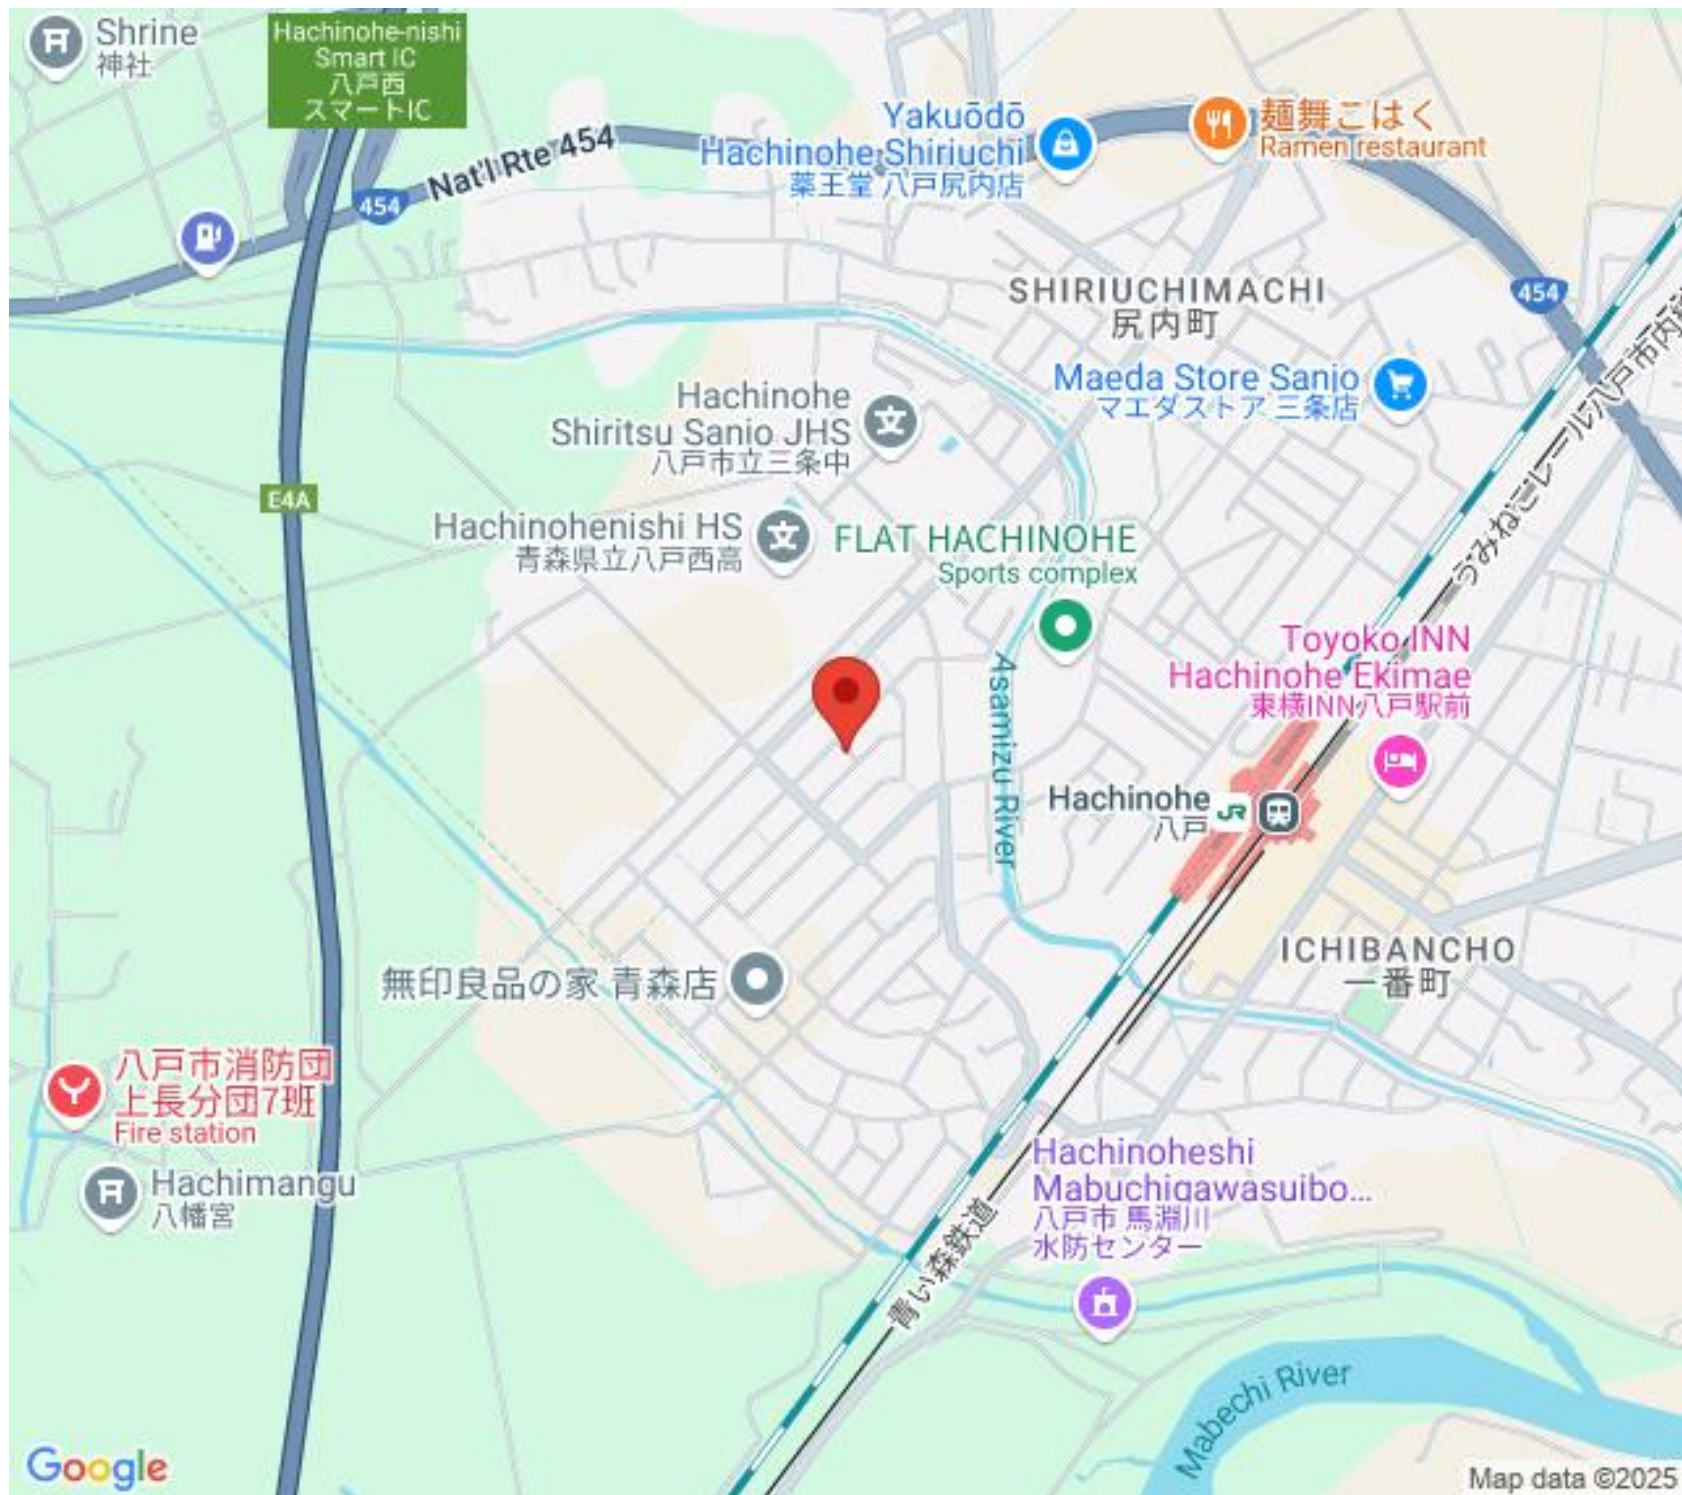 Shrine
神社
Hachinohe-nishi
Smart IC
八戸西
スマートIC
Nat'l Rte 454
454
Yakuōdō
Hachinohe Shiriuchi
薬王堂 八戸尻内店
麺舞こはく
Ramen restaurant
SHIRIUCHIMACHI
尻内町
454
Maeda Store Sanjo
マエダストア 三条店
うみねこレール八戸市内線
Hachinohe
Shiritsu Sanjo JHS
八戸市立三条中
E4A
Hachinohenishi HS
青森県立八戸西高
FLAT HACHINOHE
Sports complex
Toyoko INN
Hachinohe Ekimae
東横INN八戸駅前
Asamizu River
Hachinohe
八戸
JR
無印良品の家 青森店
ICHIBANCHO
一番町
八戸市消防団
上長分団7班
Fire station
Hachimangu
八幡宮
Hachinoheshi
Mabuchigawasuibo...
八戸市 馬淵川
水防センター
青い森鉄道
Mabechi River
Google
Map data ©2025